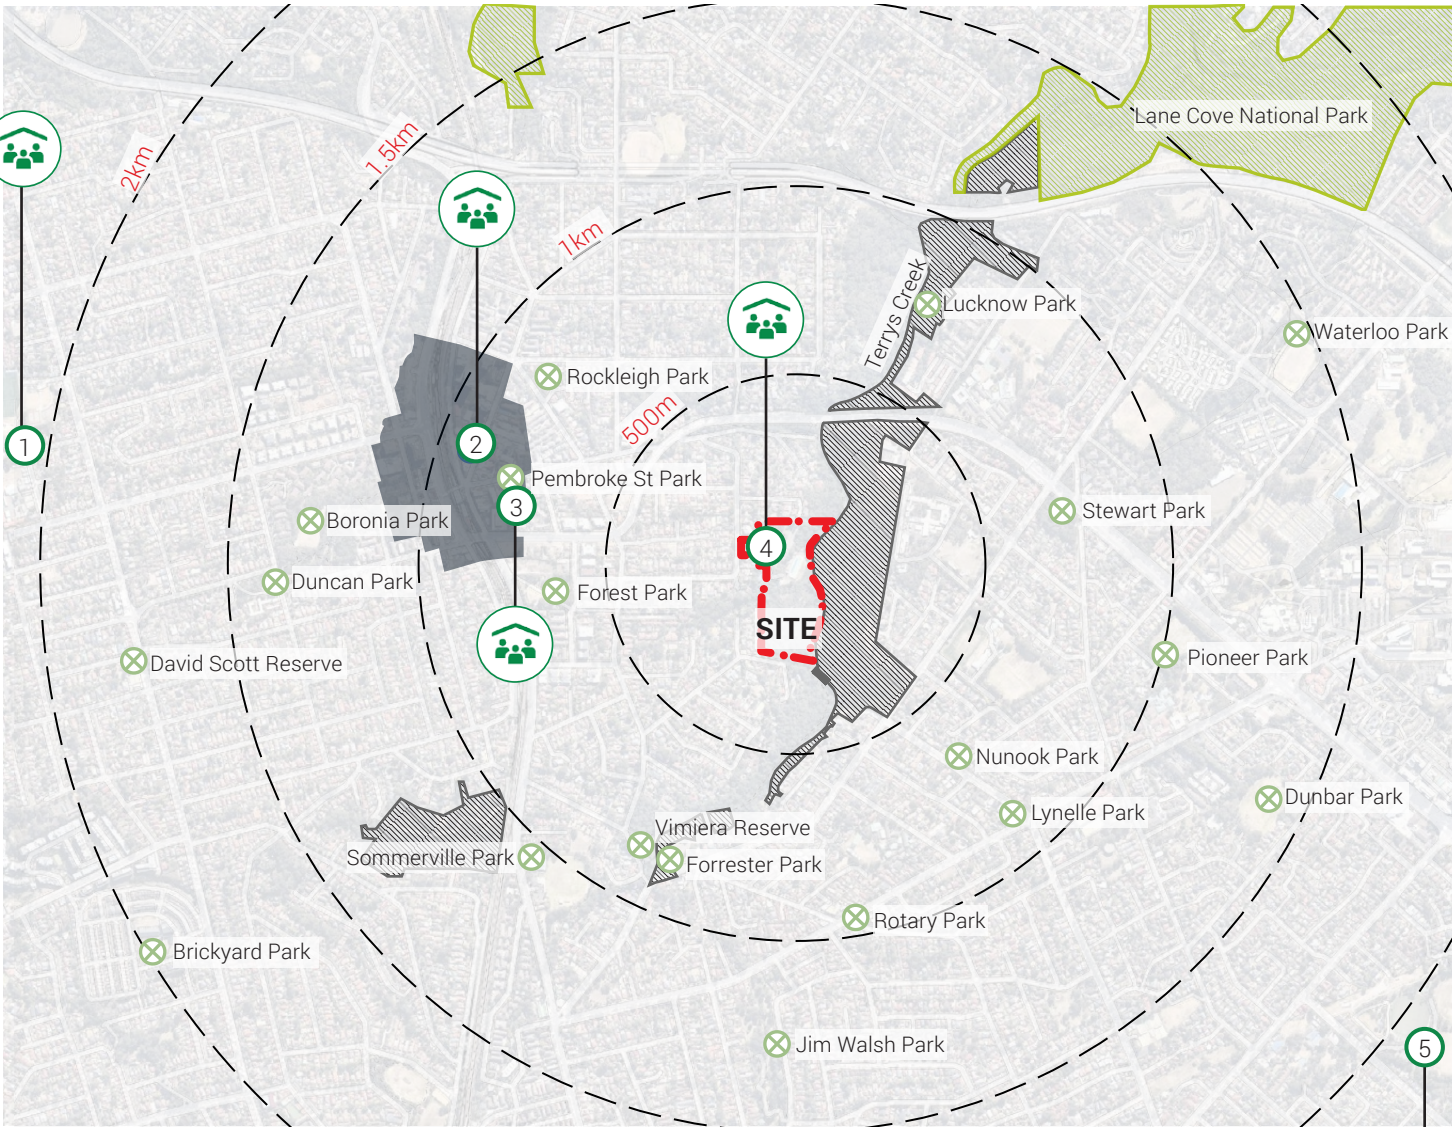 Lane Cove National Park
2km
1.5km
1km
Terrys Creek
Lucknow Park
Waterloo Park
Rockleigh Park
500m
1
2
Pembroke St Park
3
Boronia Park
Stewart Park
4
Duncan Park
Forest Park
SITE
David Scott Reserve
Pioneer Park
Nunook Park
Dunbar Park
Lynelle Park
Vimiera Reserve
Sommerville Park
Forrester Park
Rotary Park
Brickyard Park
Jim Walsh Park
5